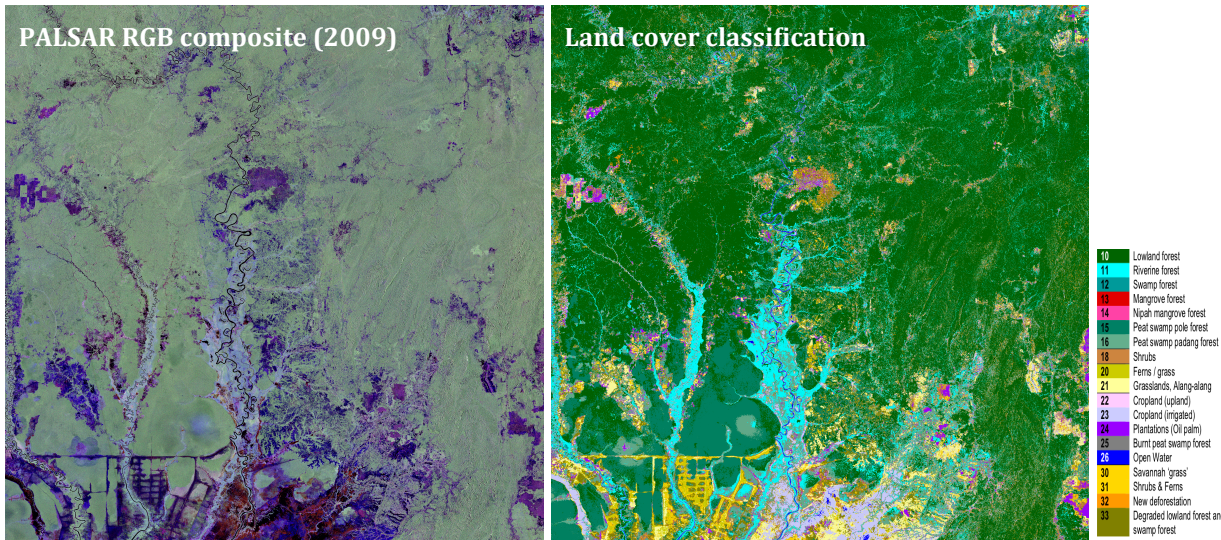 PALSAR RGB composite (2009)
Land cover classification
10 Lowland forest
11 Riverine forest
12 Swamp forest
13 Mangrove forest
14 Nipah mangrove forest
15 Peat swamp pole forest
16 Peat swamp padang forest
18 Shrubs
20 Ferns / grass
21 Grasslands, Alang-alang
22 Cropland (upland)
23 Cropland (irrigated)
24 Plantations (Oil palm)
25 Burnt peat swamp forest
26 Open Water
30 Savannah 'grass'
31 Shrubs & Ferns
32 New deforestation
33 Degraded lowland forest an
swamp forest